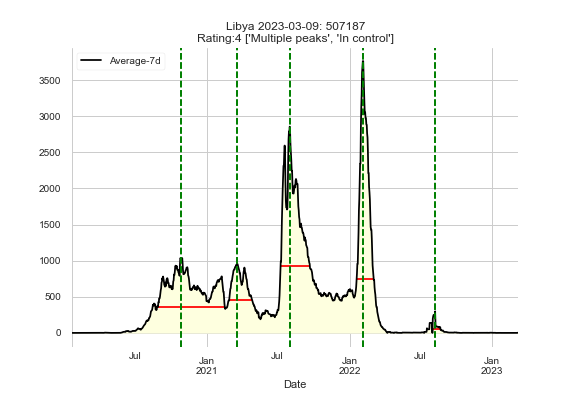 Libya 2023-03-09: 507187
Rating:4 ['Multiple peaks', 'In control']
Average-7d
3500
3000
2500
2000
1500
1000
500
0
Jul
Jan
2021
Jul
Jan
2022
Jul
Jan
2023
Date